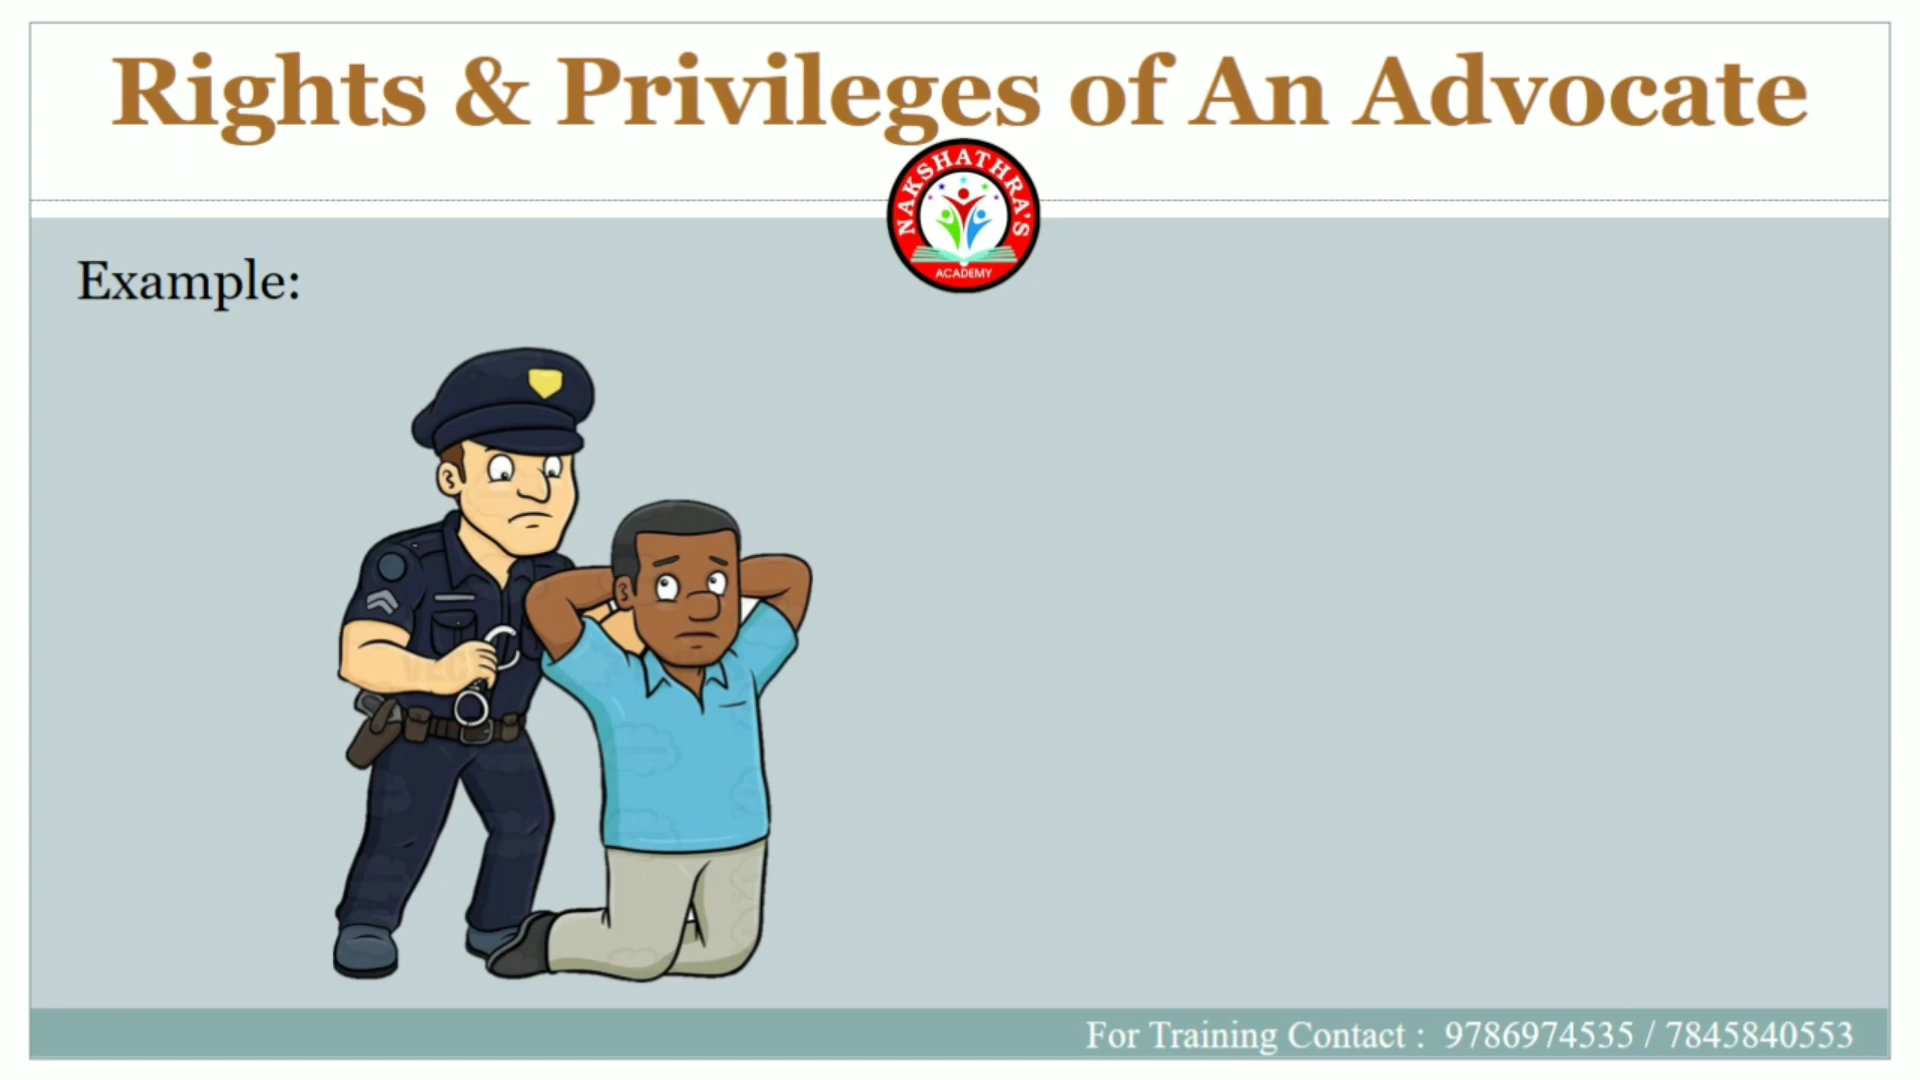 Rights & Privileges of An Advocate
NAKSHATHRA'S
ACADEMY
Example:
For Training Contact : 9786974535 / 7845840553